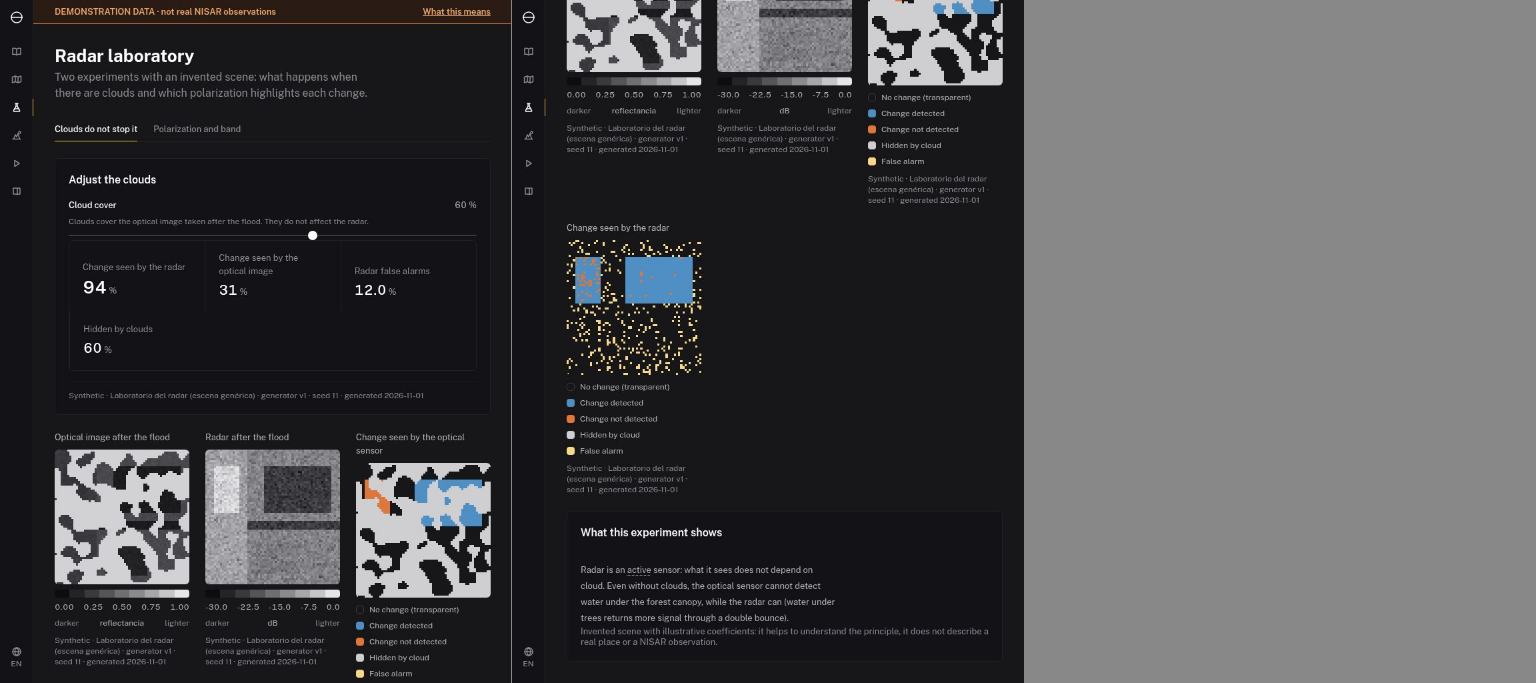 DEMONSTRATION DATA · not real NISAR observations
What this means
Radar laboratory
Two experiments with an invented scene: what happens when
there are clouds and which polarization highlights each change.
Clouds do not stop it
Polarization and band
Adjust the clouds
Cloud cover
60 %
Clouds cover the optical image taken after the flood. They do not affect the radar.
Change seen by the radar
94 %
Change seen by the
optical image
31 %
Radar false alarms
12.0 %
Hidden by clouds
60 %
Synthetic · Laboratorio del radar (escena genérica) · generator v1 · seed 11 · generated 2026-11-01
Optical image after the flood
0.00 0.25 0.50 0.75 1.00
darker reflectancia lighter
Synthetic · Laboratorio del radar
(escena genérica) · generator v1 ·
seed 11 · generated 2026-11-01
Radar after the flood
-30.0 -22.5 -15.0 -7.5 0.0
darker dB lighter
Synthetic · Laboratorio del radar
(escena genérica) · generator v1 ·
seed 11 · generated 2026-11-01
Change seen by the optical
sensor
No change (transparent)
Change detected
Change not detected
Hidden by cloud
False alarm
EN
0.00 0.25 0.50 0.75 1.00
darker reflectancia lighter
Synthetic · Laboratorio del radar
(escena genérica) · generator v1 ·
seed 11 · generated 2026-11-01
-30.0 -22.5 -15.0 -7.5 0.0
darker dB lighter
Synthetic · Laboratorio del radar
(escena genérica) · generator v1 ·
seed 11 · generated 2026-11-01
No change (transparent)
Change detected
Change not detected
Hidden by cloud
False alarm
Synthetic · Laboratorio del radar
(escena genérica) · generator v1 ·
seed 11 · generated 2026-11-01
Change seen by the radar
No change (transparent)
Change detected
Change not detected
Hidden by cloud
False alarm
Synthetic · Laboratorio del radar
(escena genérica) · generator v1 ·
seed 11 · generated 2026-11-01
What this experiment shows
Radar is an active sensor: what it sees does not depend on
cloud. Even without clouds, the optical sensor cannot detect
water under the forest canopy, while the radar can (water under
trees returns more signal through a double bounce).
Invented scene with illustrative coefficients: it helps to understand the principle, it does not describe a
real place or a NISAR observation.
EN